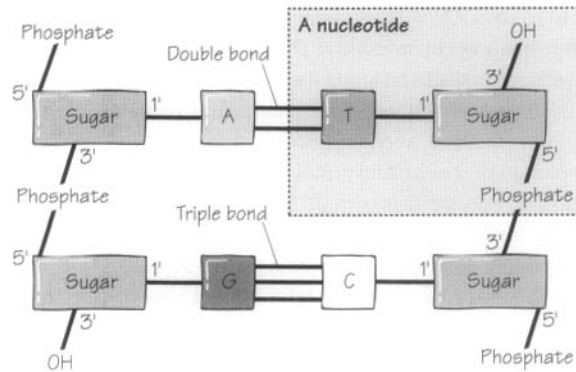 A nucleotide
Phosphate
OH
Double bond
5'
1'
3'
Sugar
A
T
1'
Sugar
3'
5'
Phosphate
Phosphate
Triple bond
3'
5'
1'
Sugar
G
C
1'
Sugar
3'
5'
OH
Phosphate